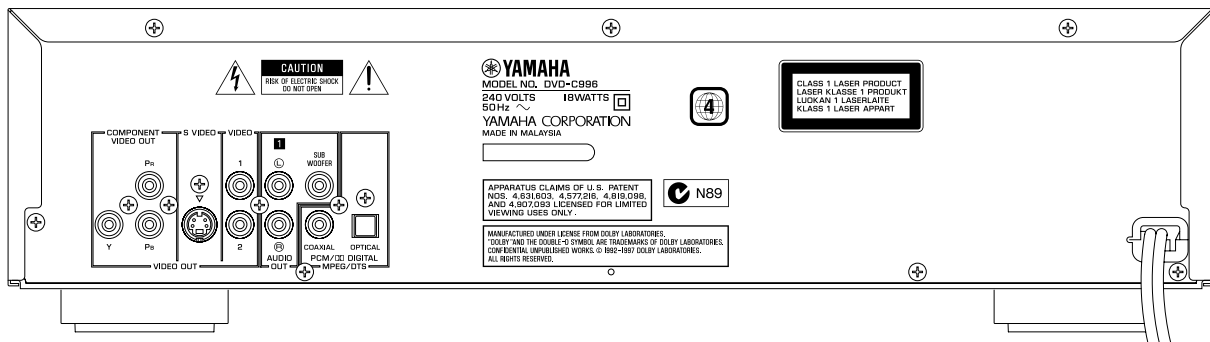 CAUTION
RISK OF ELECTRIC SHOCK
DO NOT OPEN
YAMAHA
MODEL NO. DVD-C996
240 VOLTS 18WATTS
50Hz ~
YAMAHA CORPORATION
MADE IN MALAYSIA
4
CLASS 1 LASER PRODUCT
LASER KLASSE 1 PRODUKT
LUOKAN 1 LASERLAITE
KLASS 1 LASER APPART
COMPONENT
VIDEO OUT
S VIDEO
VIDEO
PR
Y
PB
1
2
VIDEO OUT
1
L
R
AUDIO
OUT
SUB
WOOFER
COAXIAL
OPTICAL
PCM/DD DIGITAL
MPEG/DTS
APPARATUS CLAIMS OF U.S. PATENT
NOS. 4,631,603, 4,577,216, 4,819,098,
AND 4,907,093 LICENSED FOR LIMITED
VIEWING USES ONLY.
N89
MANUFACTURED UNDER LICENSE FROM DOLBY LABORATORIES.
"DOLBY"AND THE DOUBLE-D SYMBOL ARE TRADEMARKS OF DOLBY LABORATORIES.
CONFIDENTIAL UNPUBLISHED WORKS. © 1992-1997 DOLBY LABORATORIES.
ALL RIGHTS RESERVED.